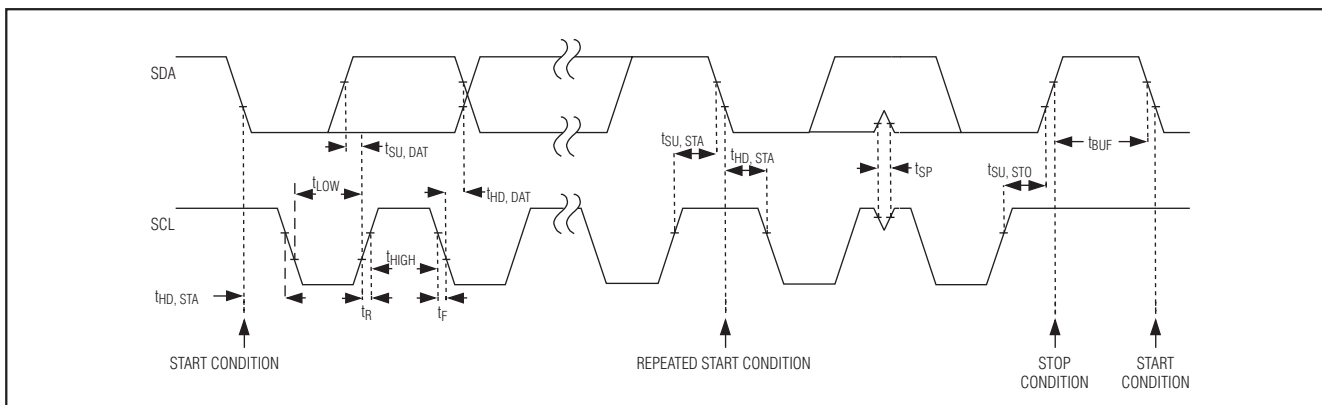 SDA
tSU, DAT
tLOW
tHD, DAT
tSU, STA
tHD, STA
tSP
tSU, STO
tBUF
SCL
tHIGH
tHD, STA
tR
tF
START CONDITION
REPEATED START CONDITION
STOP
CONDITION
START
CONDITION